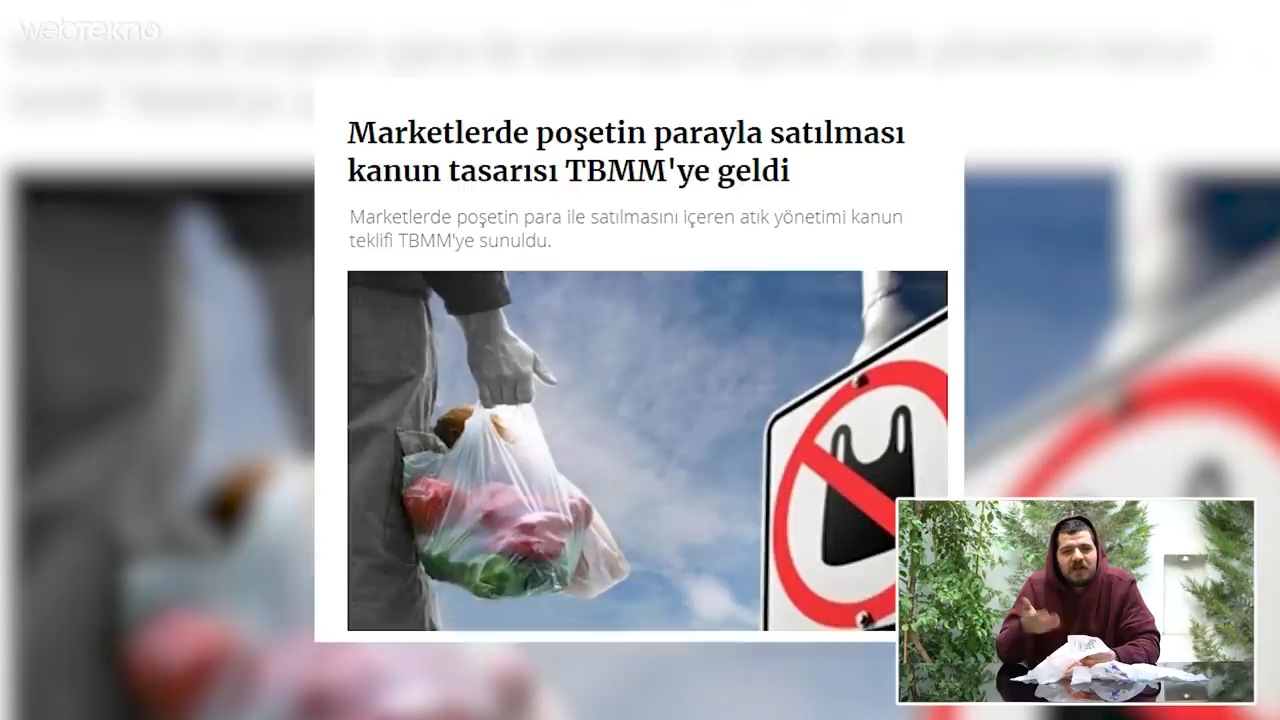 webtekno
Marketlerde poşetin parayla satılması
kanun tasarısı TBMM'ye geldi
Marketlerde poşetin para ile satılmasını içeren atık yönetimi kanun
teklifi TBMM'ye sunuldu.